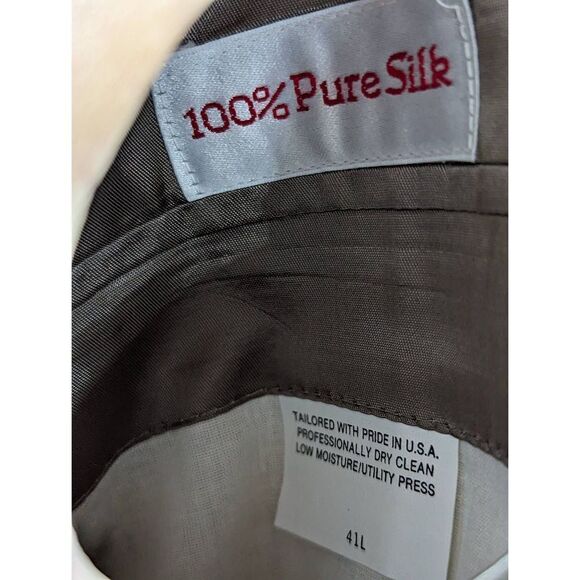 100% Pure Silk
TAILORED WITH PRIDE IN U.S.A.
PROFESSIONALLY DRY CLEAN
LOW MOISTURE/UTILITY PRESS
41L